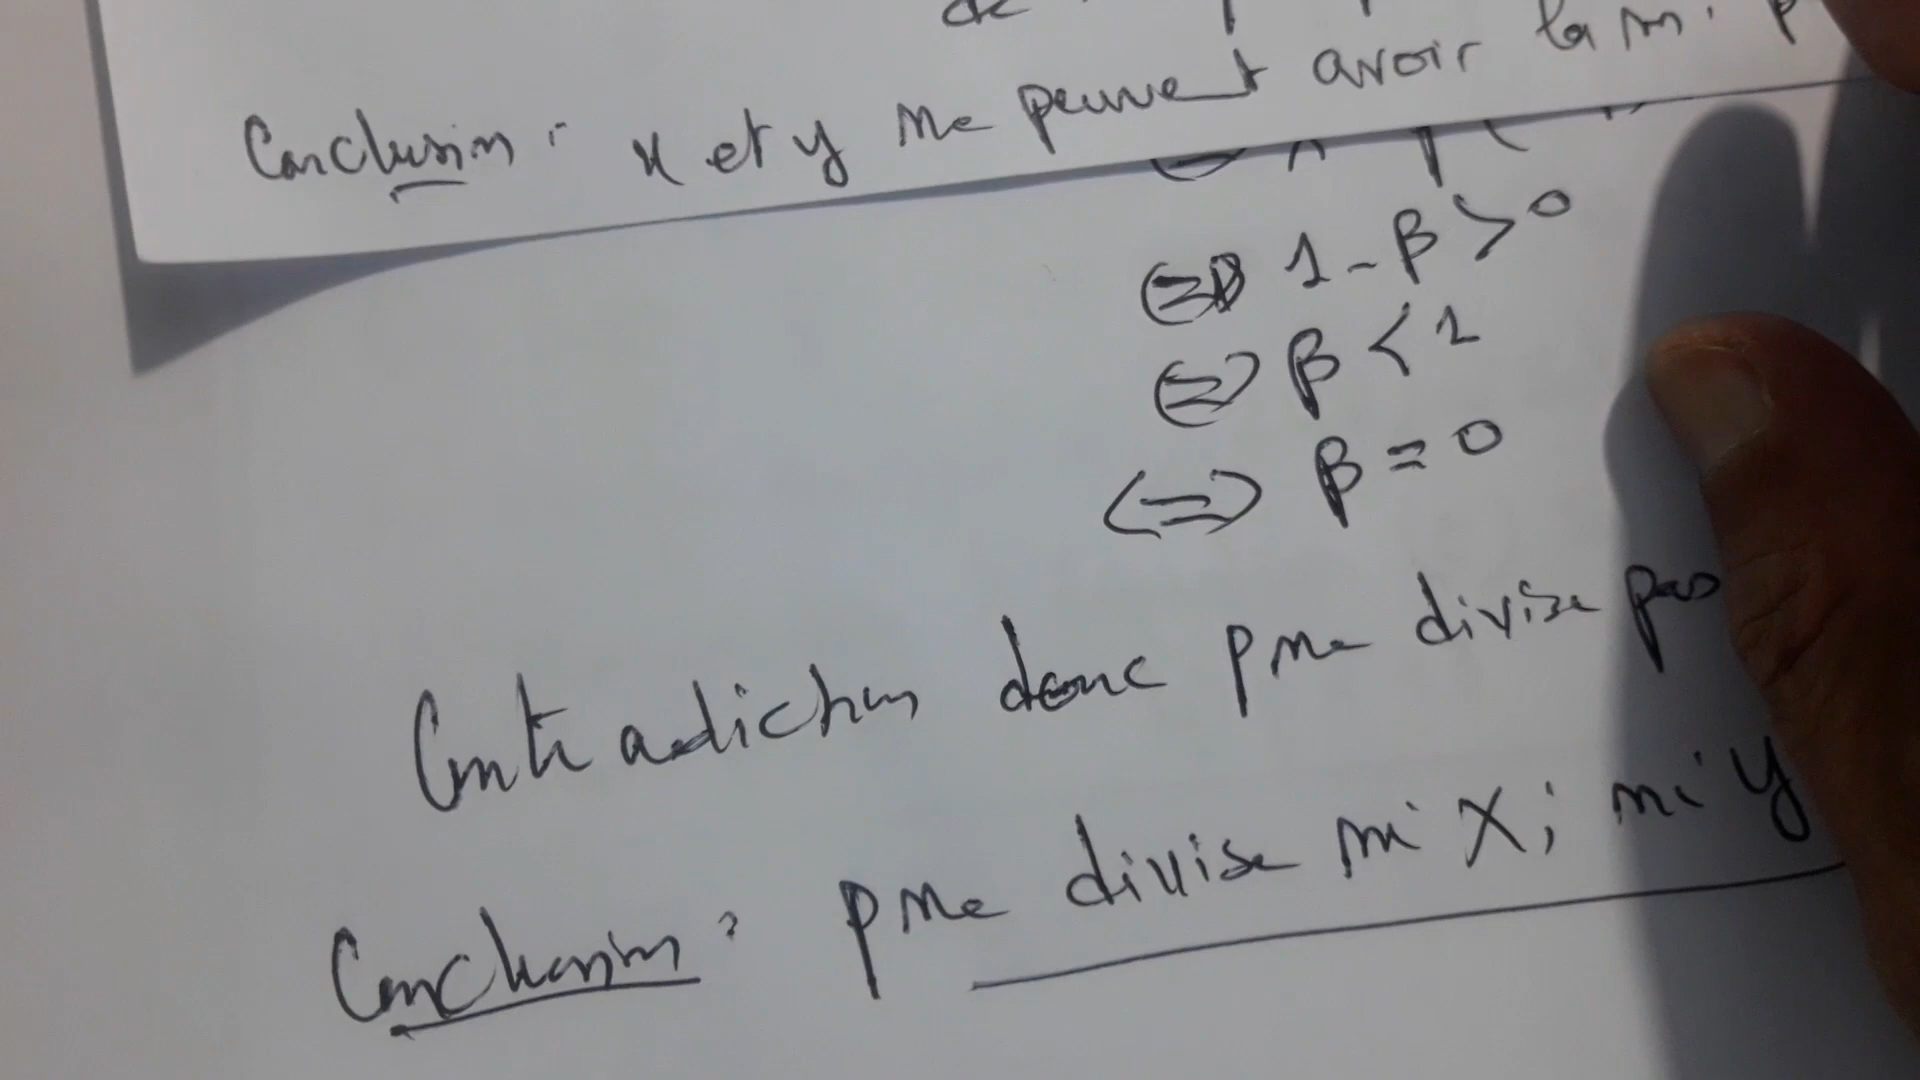 Conclusion : x et y ne peuvent avoir la m
⇔ 1 - β > 0
⇔ β < 1
⇔ β = 0
Contradiction donc p ne divise pas
Conclusion : p ne divise ni X ; ni y